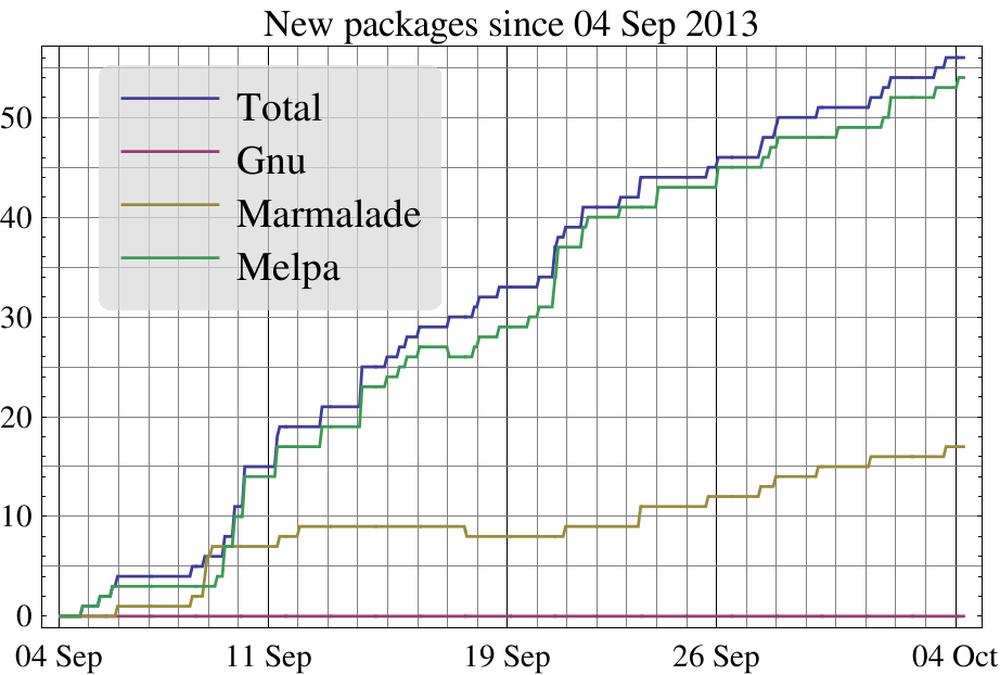 New packages since 04 Sep 2013
Total
Gnu
Marmalade
Melpa
50
40
30
20
10
0
04 Sep 11 Sep 19 Sep 26 Sep 04 Oct